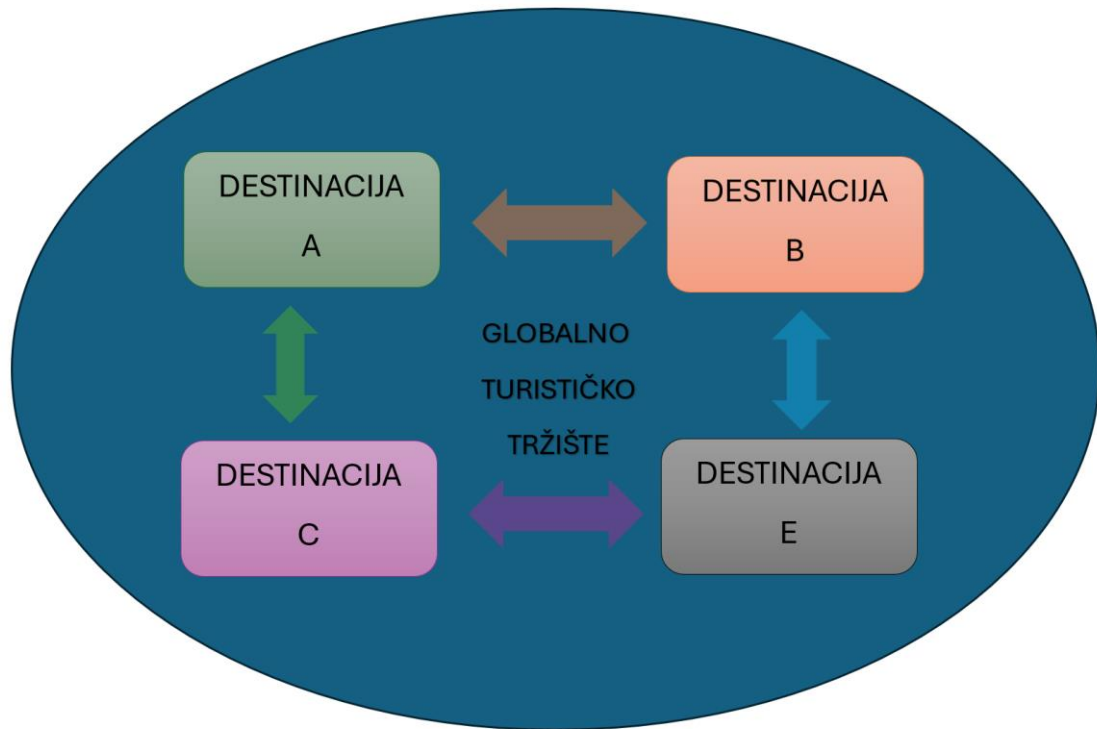 DESTINACIJA
A
DESTINACIJA
B
GLOBALNO
TURISTIČKO
TRŽIŠTE
DESTINACIJA
C
DESTINACIJA
E